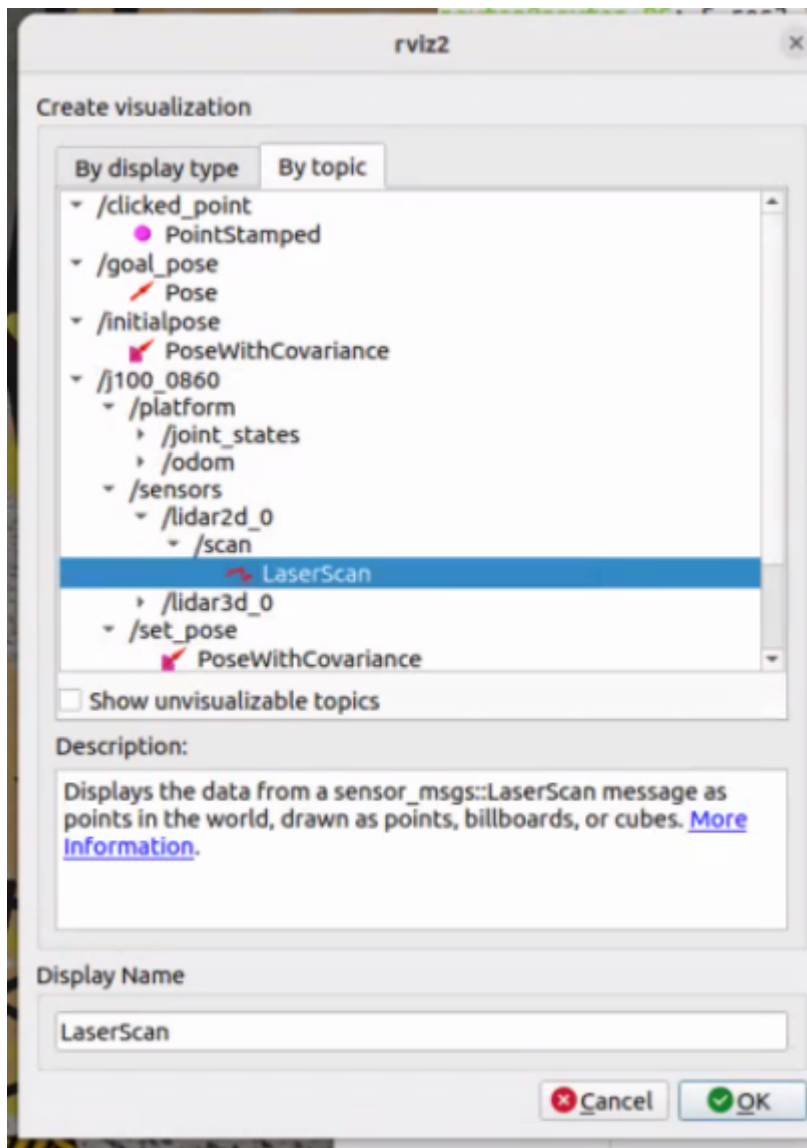 rviz2
Create visualization
By display type
By topic
/clicked_point
PointStamped
/goal_pose
Pose
/initialpose
PoseWithCovariance
/j100_0860
/platform
/joint_states
/odom
/sensors
/lidar2d_0
/scan
LaserScan
/lidar3d_0
/set_pose
PoseWithCovariance
Show unvisualizable topics
Description:
Displays the data from a sensor_msgs::LaserScan message as
points in the world, drawn as points, billboards, or cubes. More
Information.
Display Name
LaserScan
Cancel
OK